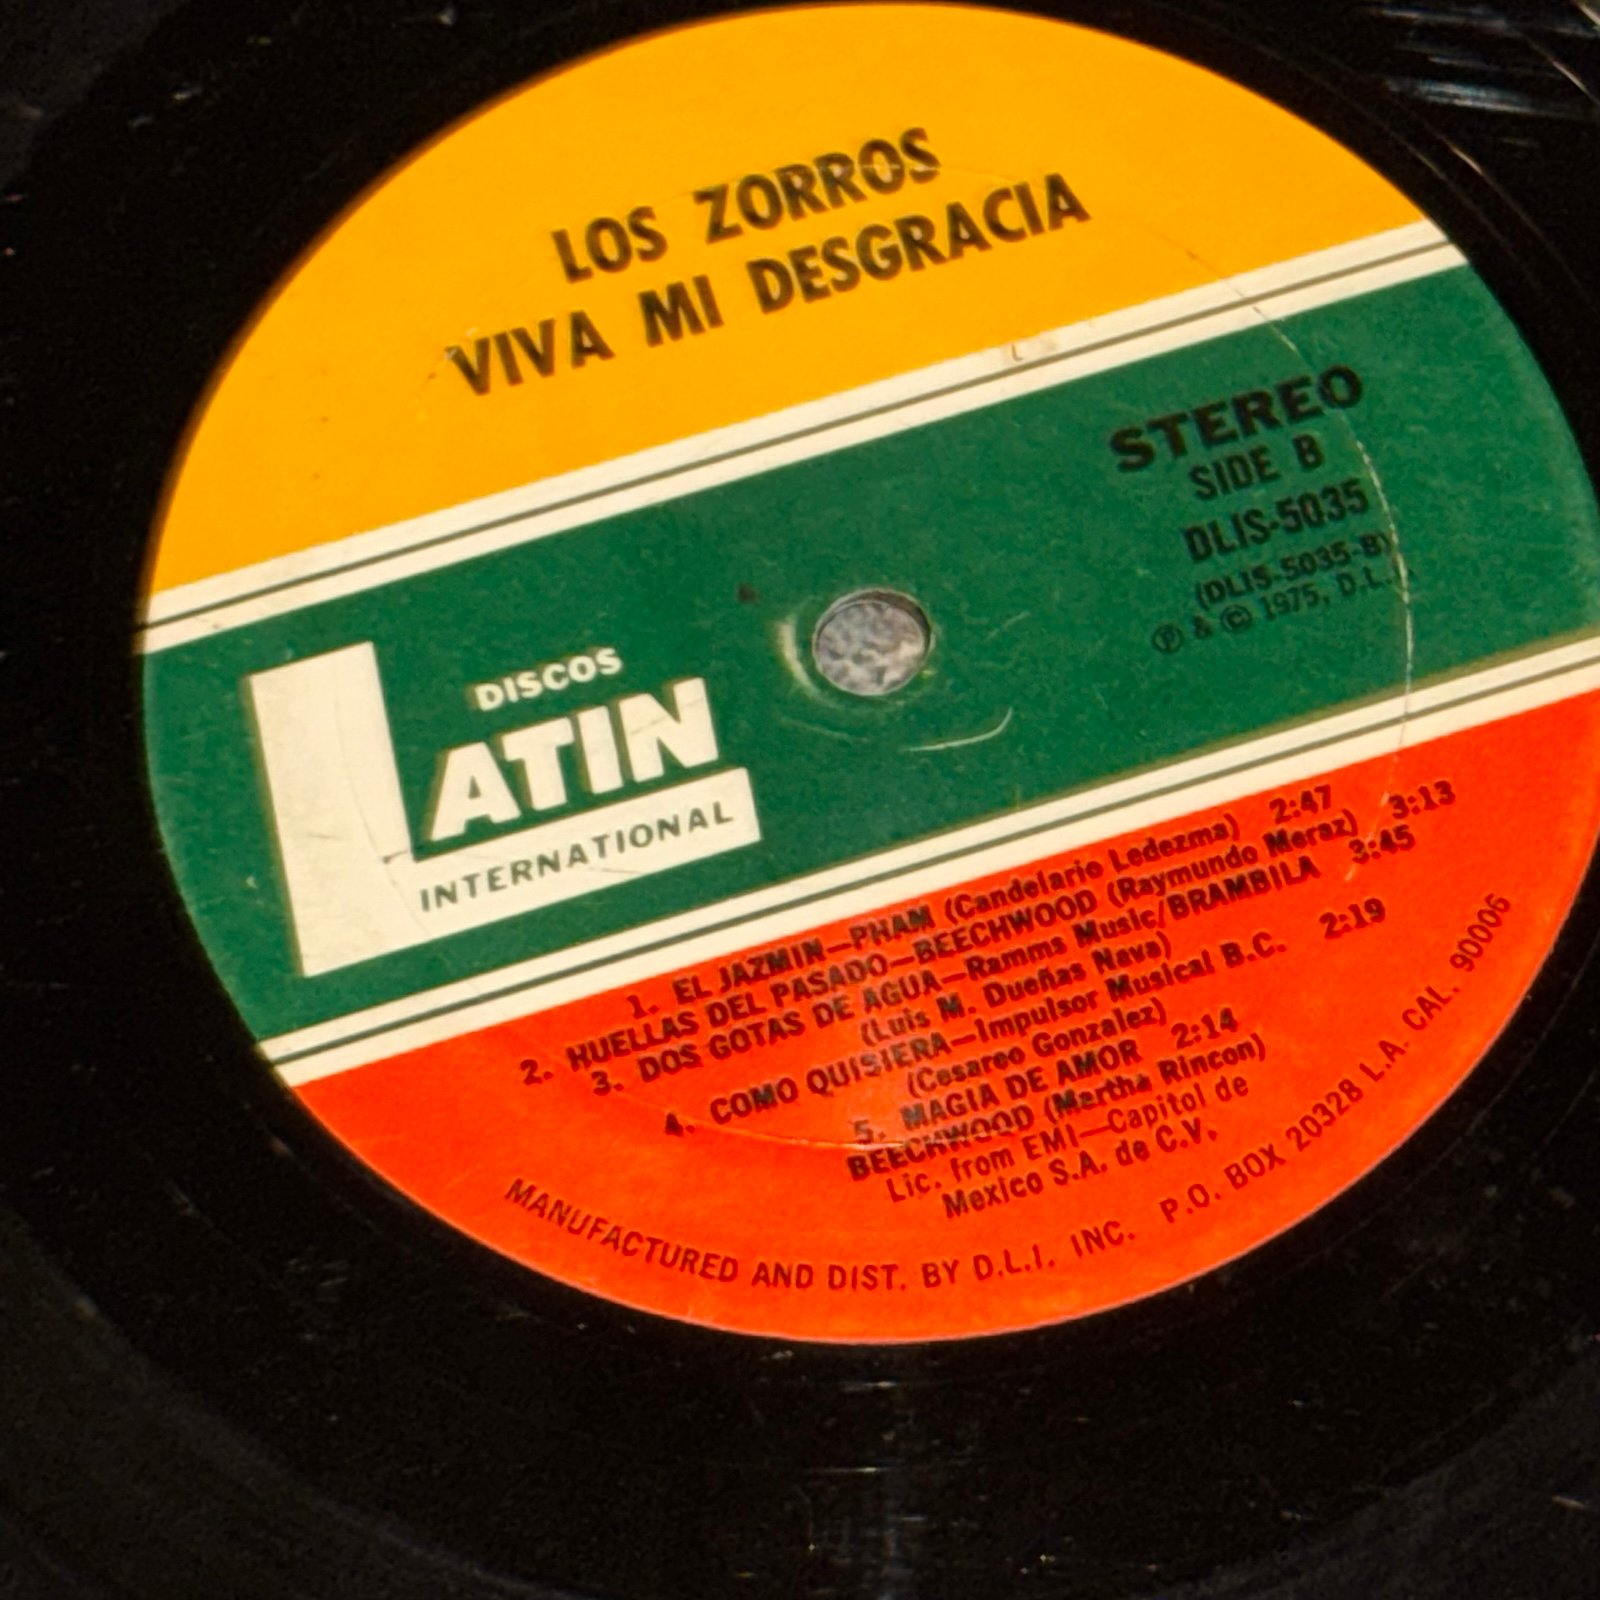 LOS ZORROS
VIVA MI DESGRACIA
STEREO
SIDE B
DLIS-5035
(DLIS-5035-B)
Ⓟ & © 1975, D.L.I.
DISCOS
LATIN
INTERNATIONAL
1. EL JAZMIN—PHAM (Candelario Ledezma) 2:47
2. HUELLAS DEL PASADO—BEECHWOOD (Raymundo Meraz) 3:13
3. DOS GOTAS DE AGUA—Ramms Music/BRAMBILA 3:45
(Luis M. Dueñas Nava)
4. COMO QUISIERA—Impulsor Musical B.C. 2:19
(Cesareo Gonzalez)
5. MAGIA DE AMOR 2:14
BEECHWOOD (Martha Rincon)
Lic. from EMI—Capitol de
Mexico S.A. de C.V.
MANUFACTURED AND DIST. BY D.L.I. INC. P.O. BOX 20328 L.A. CAL. 90006